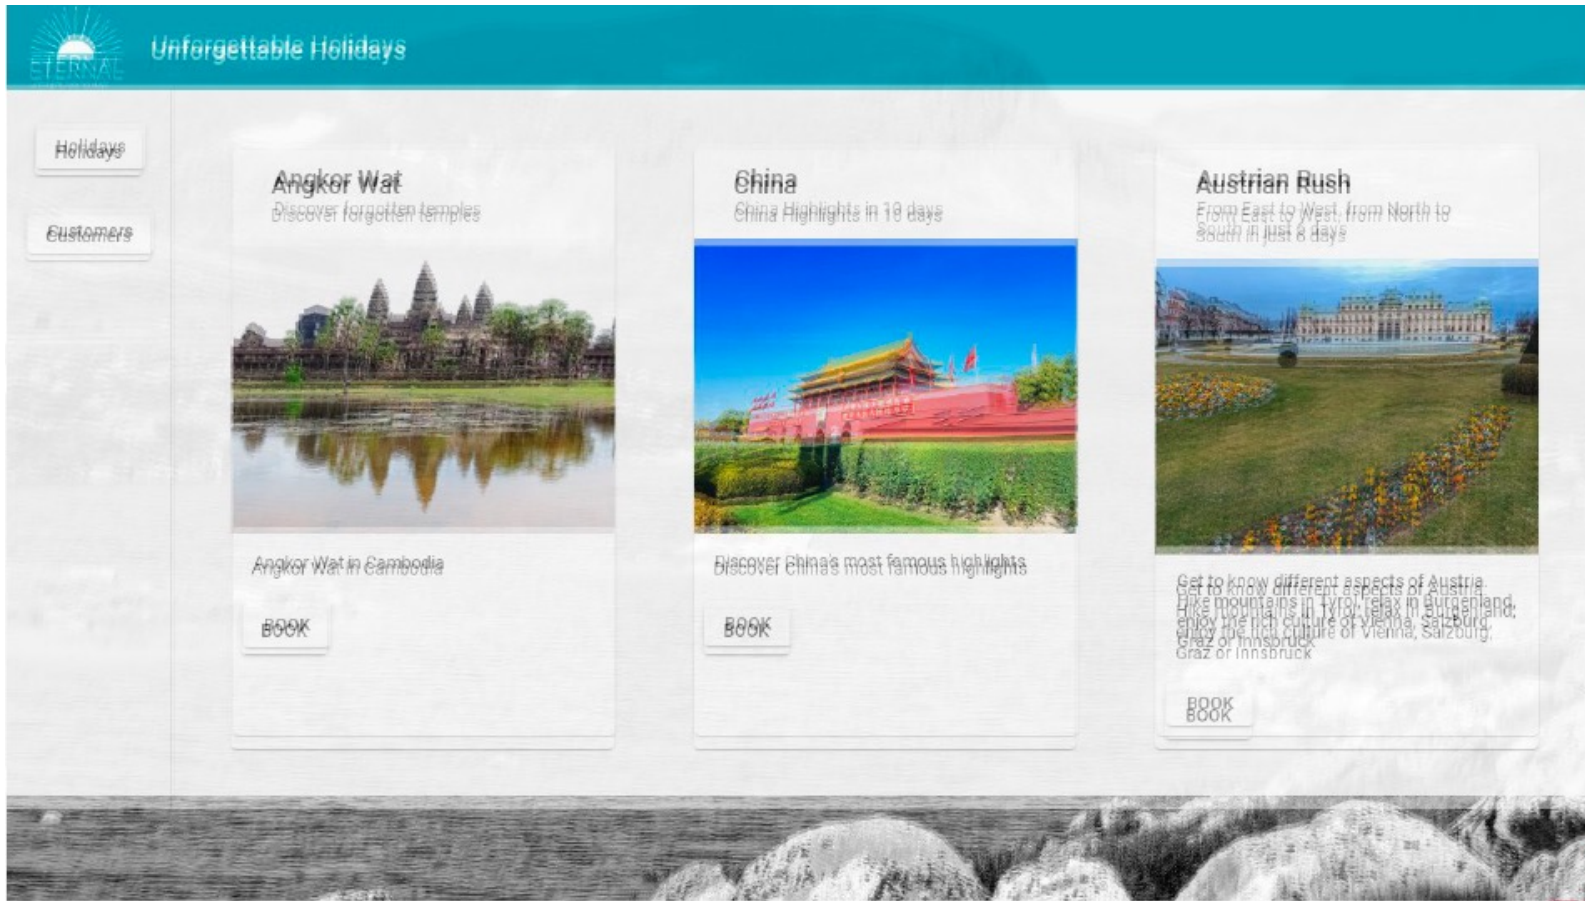 ETERNAL
Unforgettable Holidays
Holidays
Customers
Angkor Wat
Discover forgotten temples
Angkor Wat in Cambodia
BOOK
China
China Highlights in 10 days
Discover China's most famous highlights
BOOK
Austrian Rush
From East to West, from North to
South in just 8 days
Get to know different aspects of Austria.
Hike mountains in Tyrol, relax in Burgenland,
enjoy the rich culture of Vienna, Salzburg,
Graz or Innsbruck
BOOK